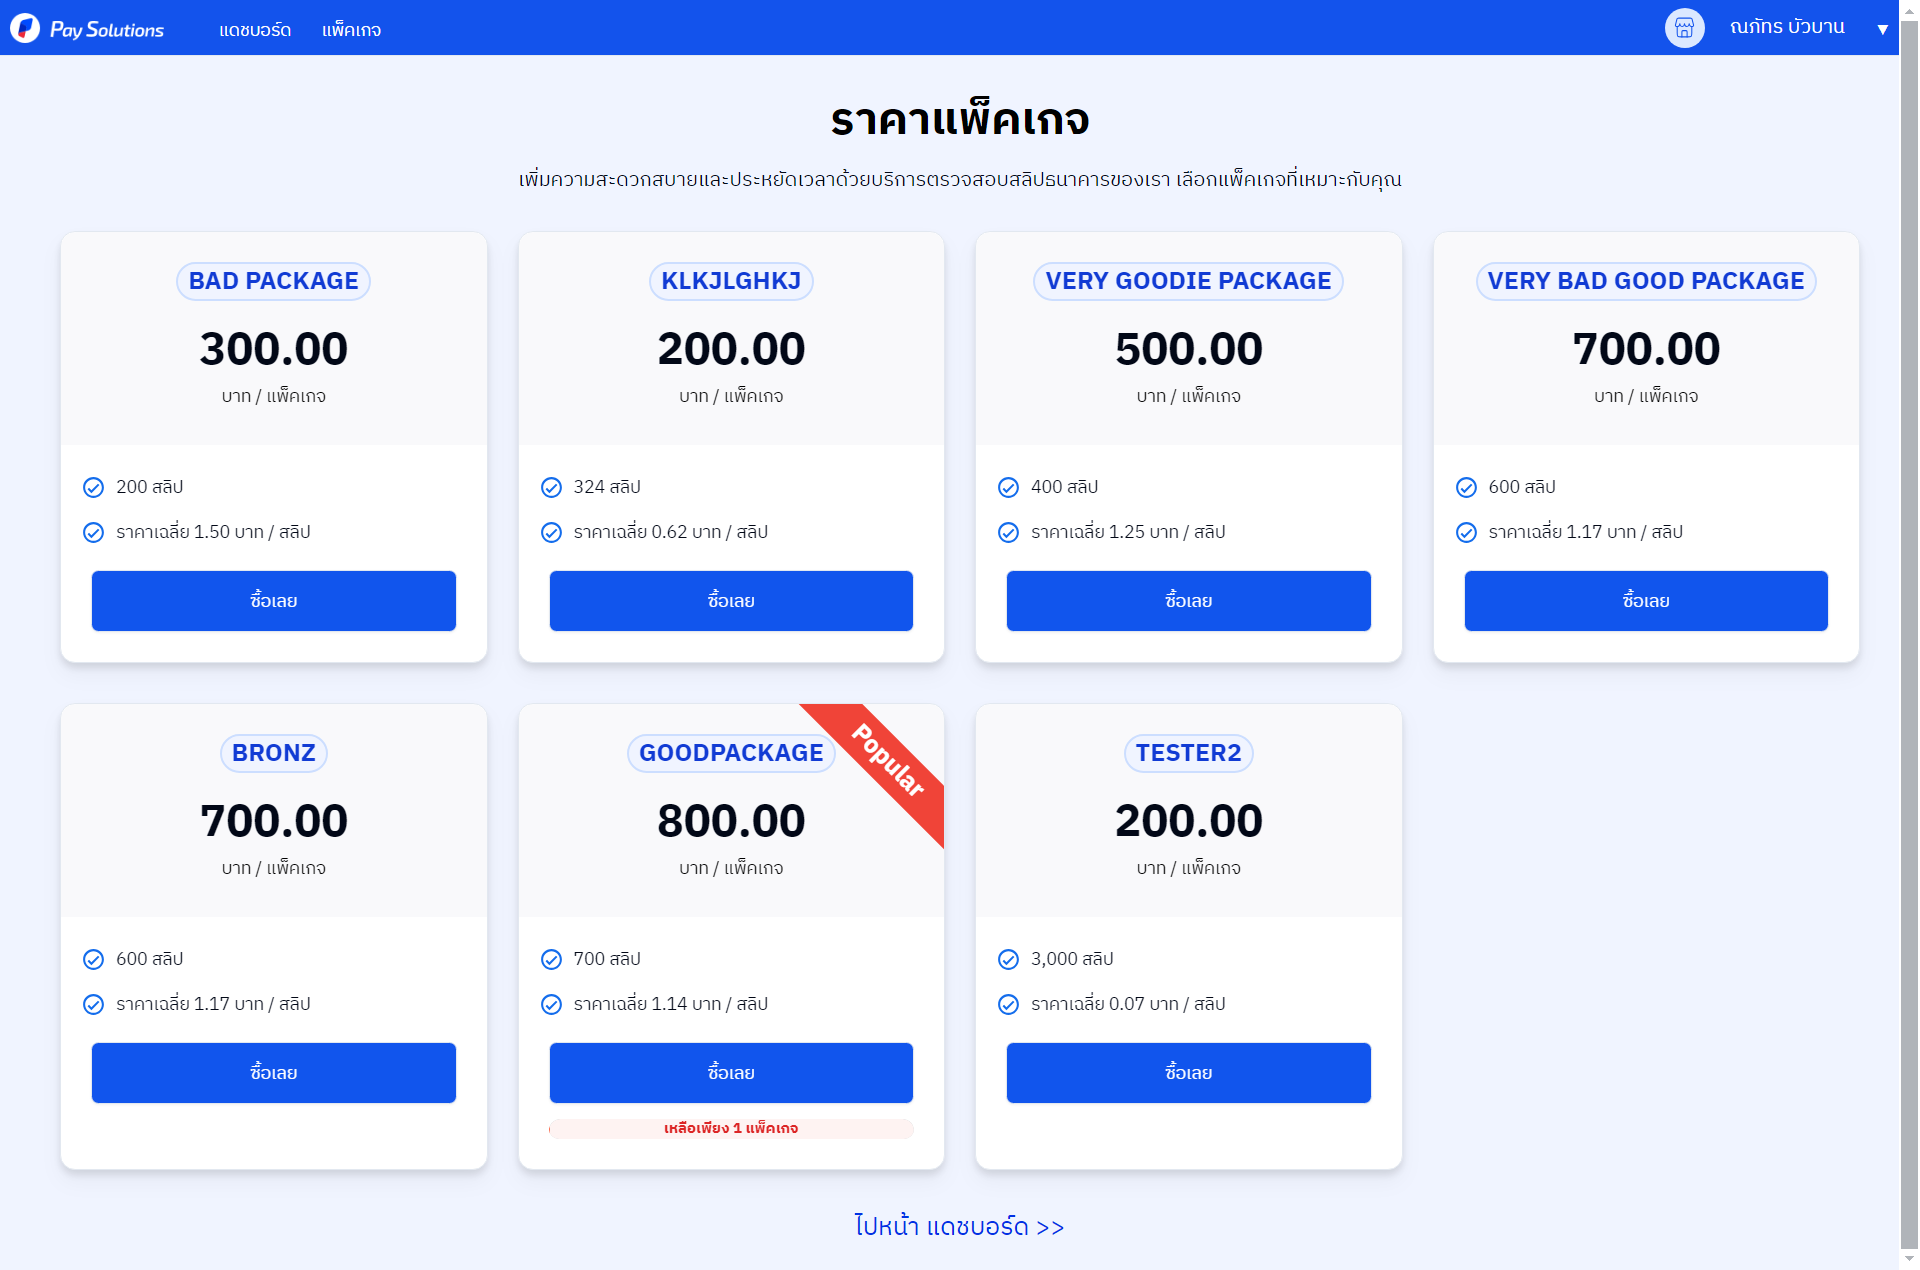 Pay Solutions
แดชบอร์ด
แพ็คเกจ
ณภัทร บัวบาน
ราคาแพ็คเกจ
เพิ่มความสะดวกสบายและประหยัดเวลาด้วยบริการตรวจสอบสลิปธนาคารของเรา เลือกแพ็คเกจที่เหมาะกับคุณ
BAD PACKAGE
300.00
บาท / แพ็คเกจ
200 สลิป
ราคาเฉลี่ย 1.50 บาท / สลิป
ซื้อเลย
KLKJLGHKJ
200.00
บาท / แพ็คเกจ
324 สลิป
ราคาเฉลี่ย 0.62 บาท / สลิป
ซื้อเลย
VERY GOODIE PACKAGE
500.00
บาท / แพ็คเกจ
400 สลิป
ราคาเฉลี่ย 1.25 บาท / สลิป
ซื้อเลย
VERY BAD GOOD PACKAGE
700.00
บาท / แพ็คเกจ
600 สลิป
ราคาเฉลี่ย 1.17 บาท / สลิป
ซื้อเลย
BRONZ
700.00
บาท / แพ็คเกจ
600 สลิป
ราคาเฉลี่ย 1.17 บาท / สลิป
ซื้อเลย
Popular
GOODPACKAGE
800.00
บาท / แพ็คเกจ
700 สลิป
ราคาเฉลี่ย 1.14 บาท / สลิป
ซื้อเลย
เหลือเพียง 1 แพ็คเกจ
TESTER2
200.00
บาท / แพ็คเกจ
3,000 สลิป
ราคาเฉลี่ย 0.07 บาท / สลิป
ซื้อเลย
ไปหน้า แดชบอร์ด >>